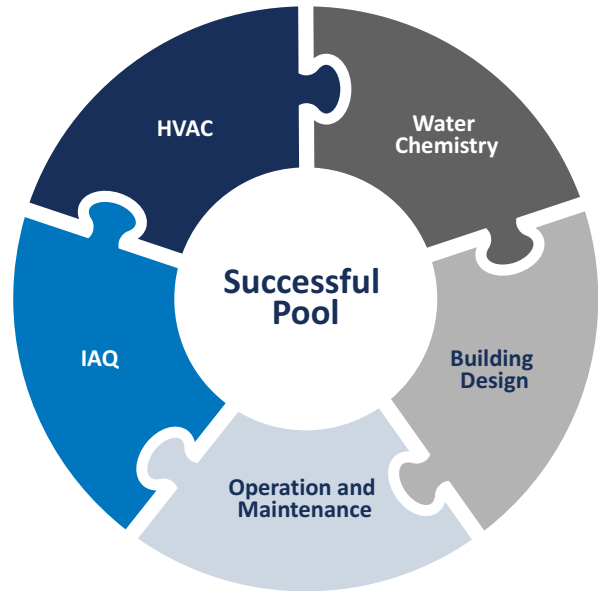 HVAC
Water
Chemistry
Successful
Pool
IAQ
Building
Design
Operation and
Maintenance